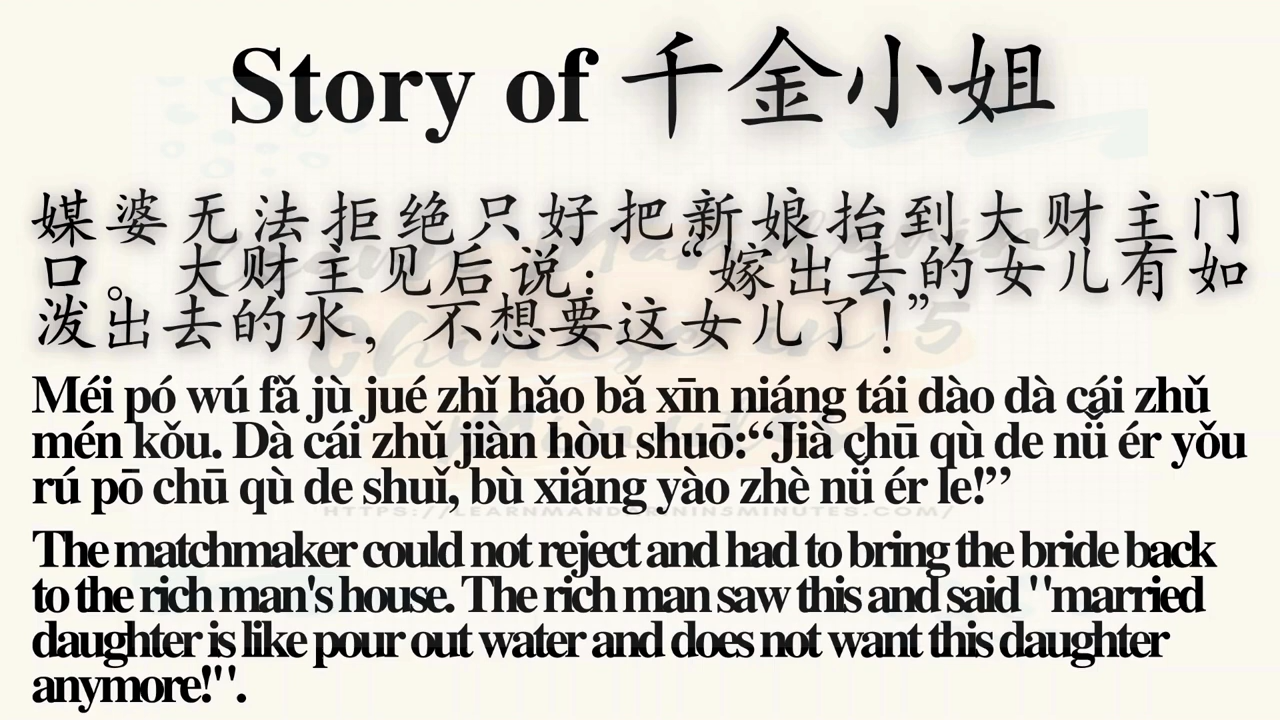 Story of 千金小姐
媒婆无法拒绝只好把新娘抬到大财主门
口。大财主见后说：“嫁出去的女儿有如
泼出去的水，不想要这女儿了！”
Méi pó wú fǎ jù jué zhǐ hǎo bǎ xīn niáng tái dào dà cái zhǔ
mén kǒu. Dà cái zhǔ jiàn hòu shuō:“Jià chū qù de nǚ ér yǒu
rú pō chū qù de shuǐ, bù xiǎng yào zhè nǚ ér le!”
HTTPS://LEARNMANDARININ5MINUTES.COM/
The matchmaker could not reject and had to bring the bride back
to the rich man's house. The rich man saw this and said "married
daughter is like pour out water and does not want this daughter
anymore!".